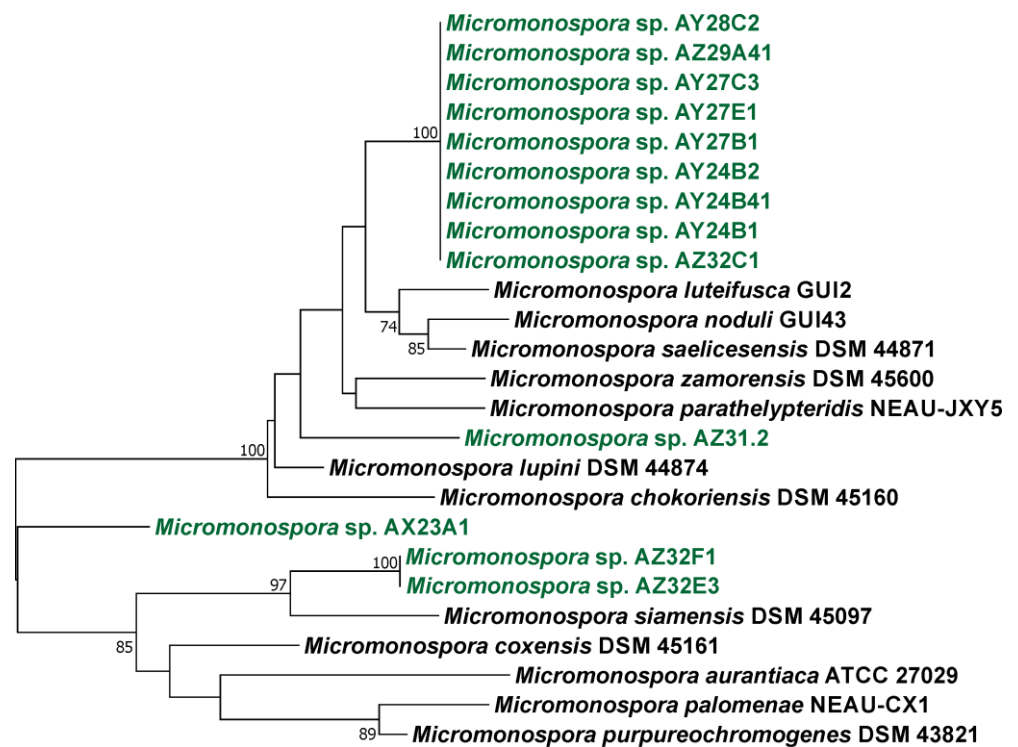 Micromonospora sp. AY28C2
Micromonospora sp. AZ29A41
Micromonospora sp. AY27C3
Micromonospora sp. AY27E1
100
Micromonospora sp. AY27B1
Micromonospora sp. AY24B2
Micromonospora sp. AY24B41
Micromonospora sp. AY24B1
Micromonospora sp. AZ32C1
Micromonospora luteifusca GUI2
74
Micromonospora noduli GUI43
85
Micromonospora saelicesensis DSM 44871
Micromonospora zamorensis DSM 45600
Micromonospora parathelypteridis NEAU-JXY5
Micromonospora sp. AZ31.2
100
Micromonospora lupini DSM 44874
Micromonospora chokoriensis DSM 45160
Micromonospora sp. AX23A1
100
Micromonospora sp. AZ32F1
97
Micromonospora sp. AZ32E3
Micromonospora siamensis DSM 45097
85
Micromonospora coxensis DSM 45161
Micromonospora aurantiaca ATCC 27029
Micromonospora palomenae NEAU-CX1
89
Micromonospora purpureochromogenes DSM 43821